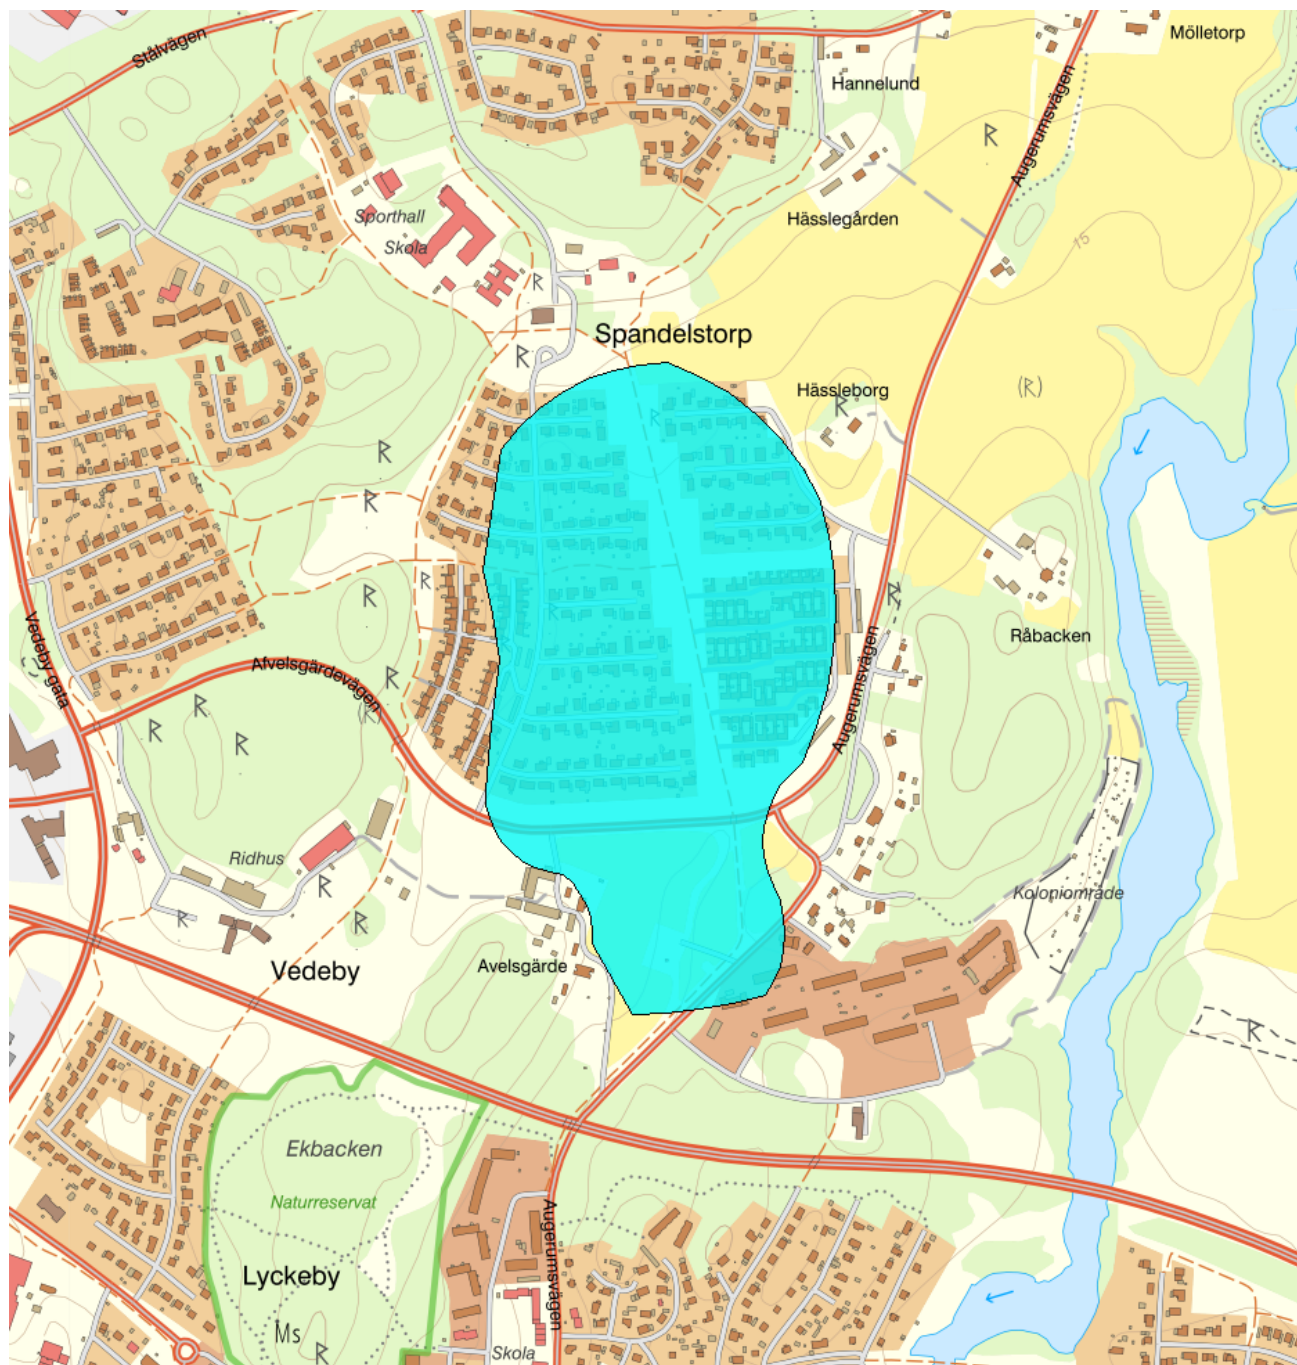 Mölletorp
Stålvägen
Hannelund
Augerumsvägen
R
Sporthall
Hässlegården
Skola
15
R
Spandelstorp
R
Hässleborg
(R)
R
R
R
R
R
R
R
R
R
Råbacken
Vedeby gata
Afvelsgärdevägen
R
Augerumsvägen
R
(R)
R
R
Ridhus
R
Koloniområde
R
R
Vedeby
Avelsgärde
R
Ekbacken
Naturreservat
Augerumsvägen
Lyckeby
Ms
R
Skola